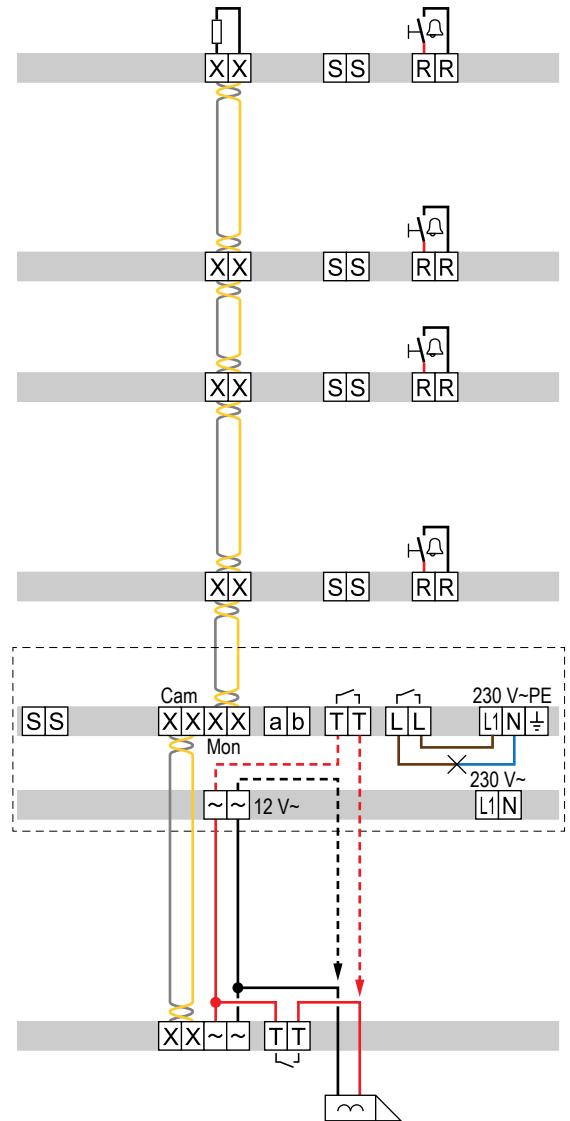 X X S S R R
X X S S R R
X X S S R R
X X S S R R
Cam 230 V~PE
S S X X X X a b T T L L L1 N ⏚
Mon
230 V~
~ ~ 12 V~ L1 N
X X ~ ~ T T